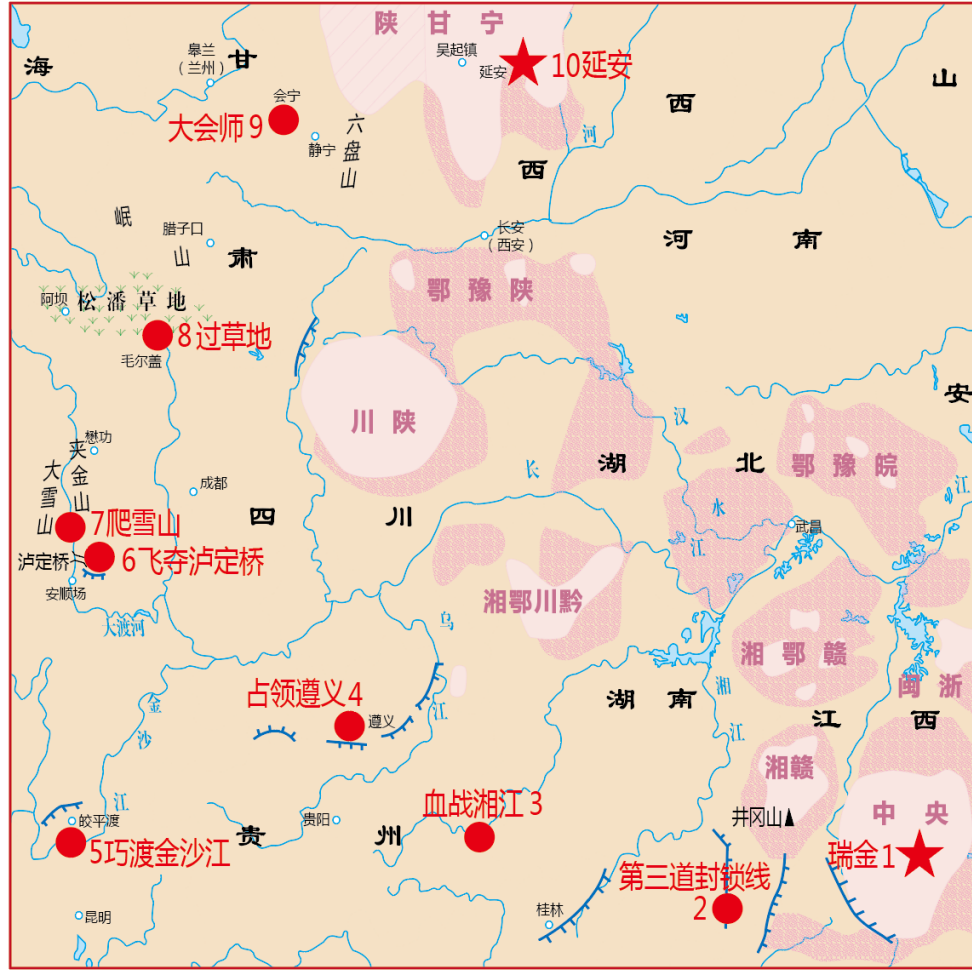 陕甘宁
海
皋兰
（兰州）
甘
吴起镇
延安
10延安
山
西
会宁
大会师 9
静宁
六盘山
河
西
岷
山
腊子口
肃
长安
（西安）
河
南
阿坝
松潘草地
鄂豫陕
8过草地
毛尔盖
汉
川陕
安
懋功
夹金山
大雪山
成都
长
湖
北
鄂豫皖
江
四
川
水
武昌
7爬雪山
泸定桥
6飞夺泸定桥
江
安顺场
湘鄂川黔
大渡河
乌
湘鄂赣
占领遵义 4
湖南
湘
闽浙
金
沙
遵义
江
江
江
西
湘赣
江
皎平渡
贵阳
血战湘江 3
井冈山
中央
5巧渡金沙江
贵
州
瑞金 1
第三道封锁线
2
昆明
桂林